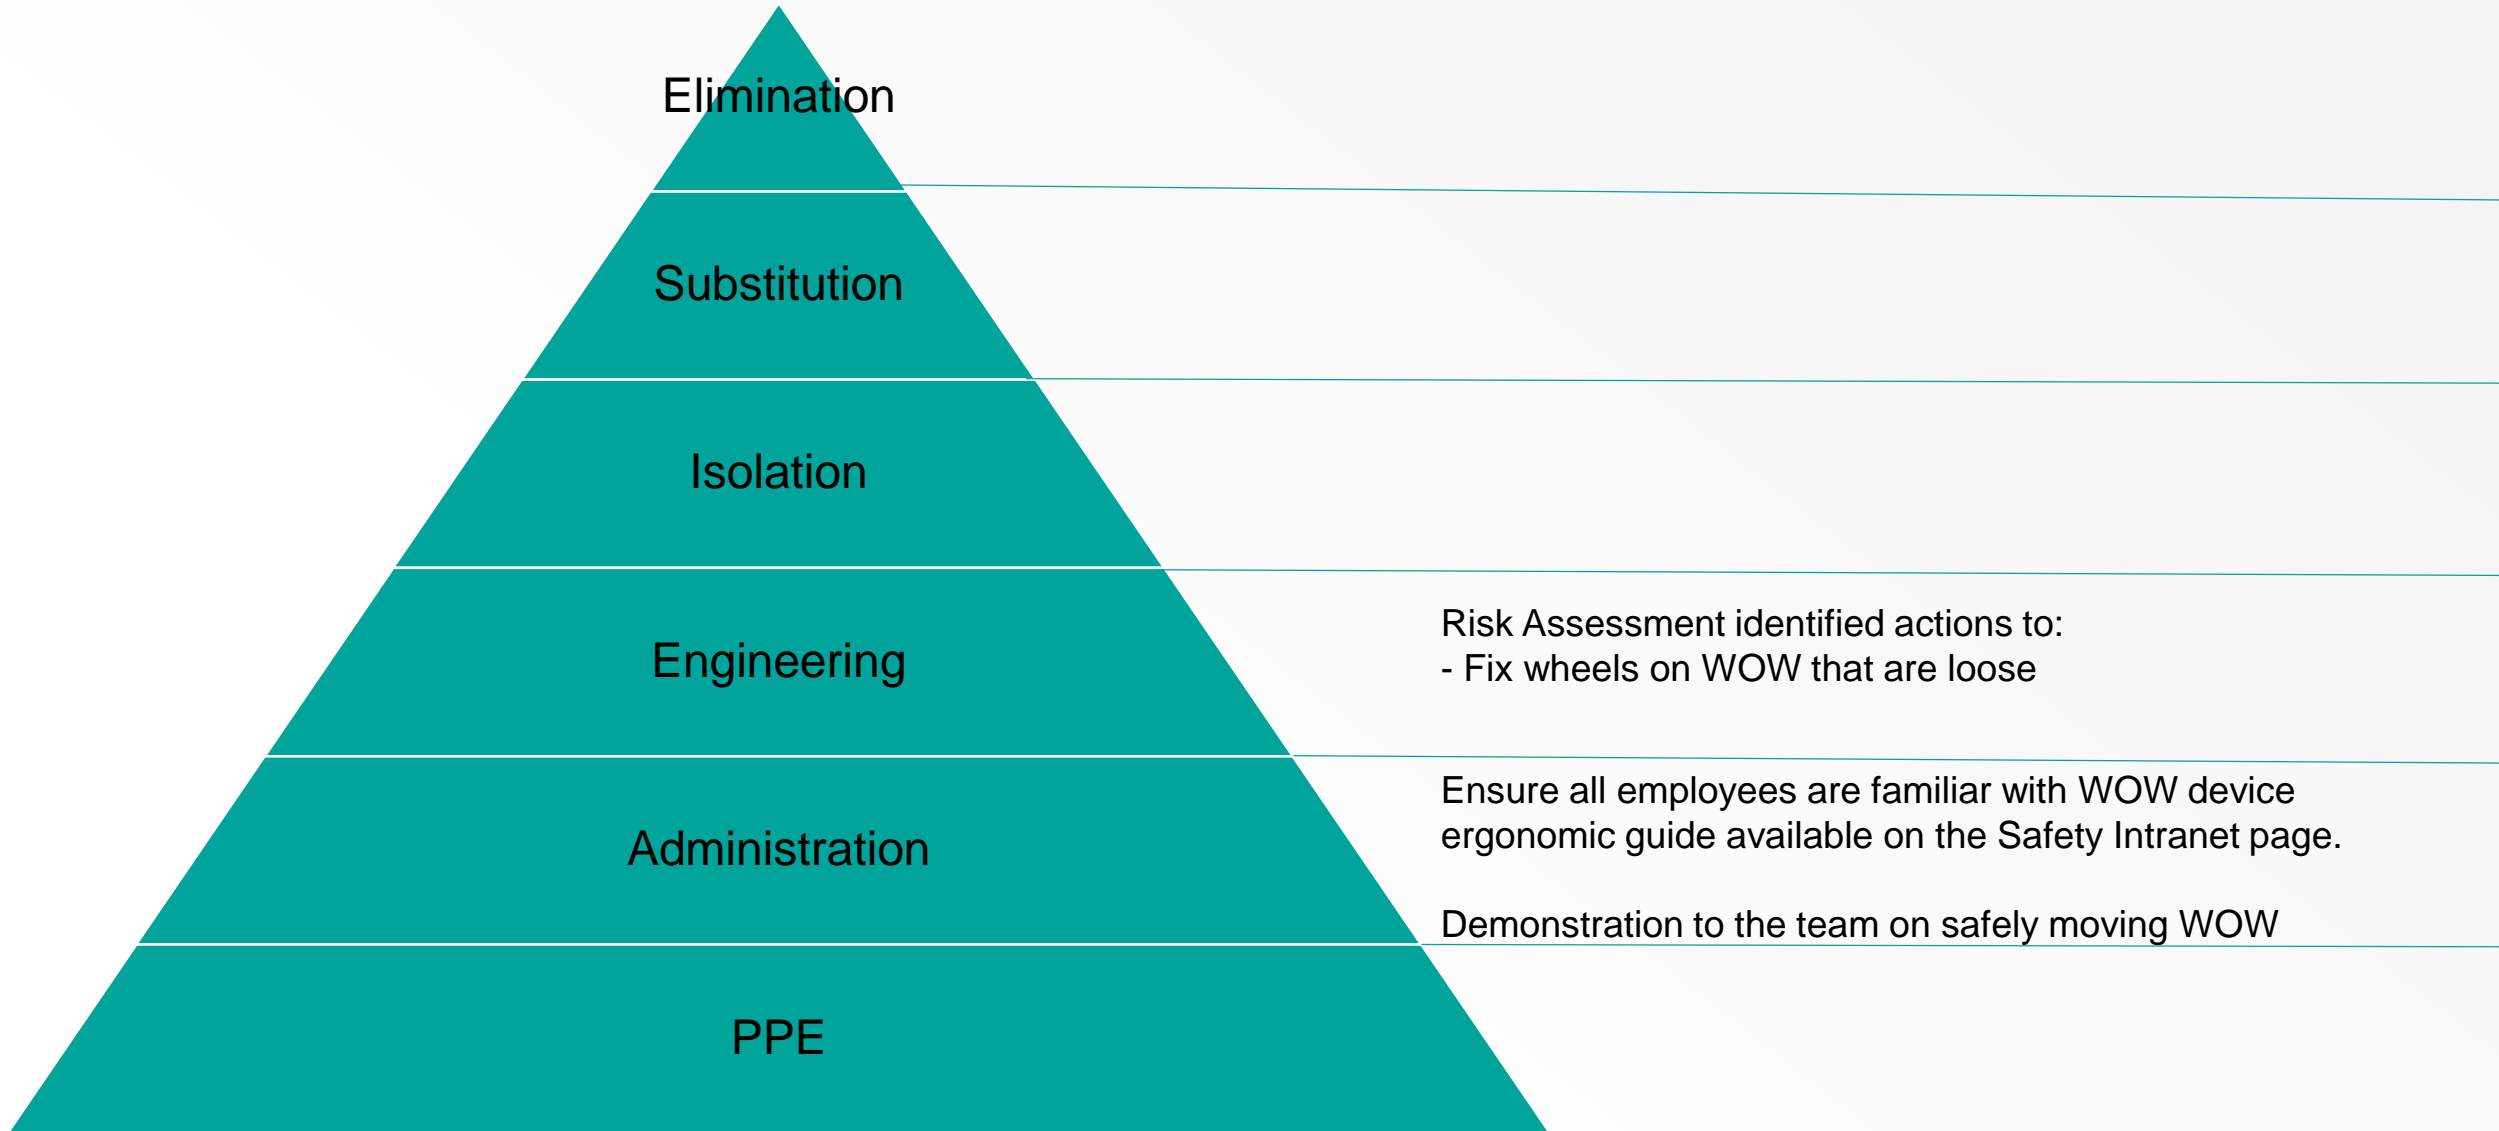 Elimination
Substitution
Isolation
Engineering
Risk Assessment identified actions to:
- Fix wheels on WOW that are loose
Administration
Ensure all employees are familiar with WOW device
ergonomic guide available on the Safety Intranet page.
Demonstration to the team on safely moving WOW
PPE